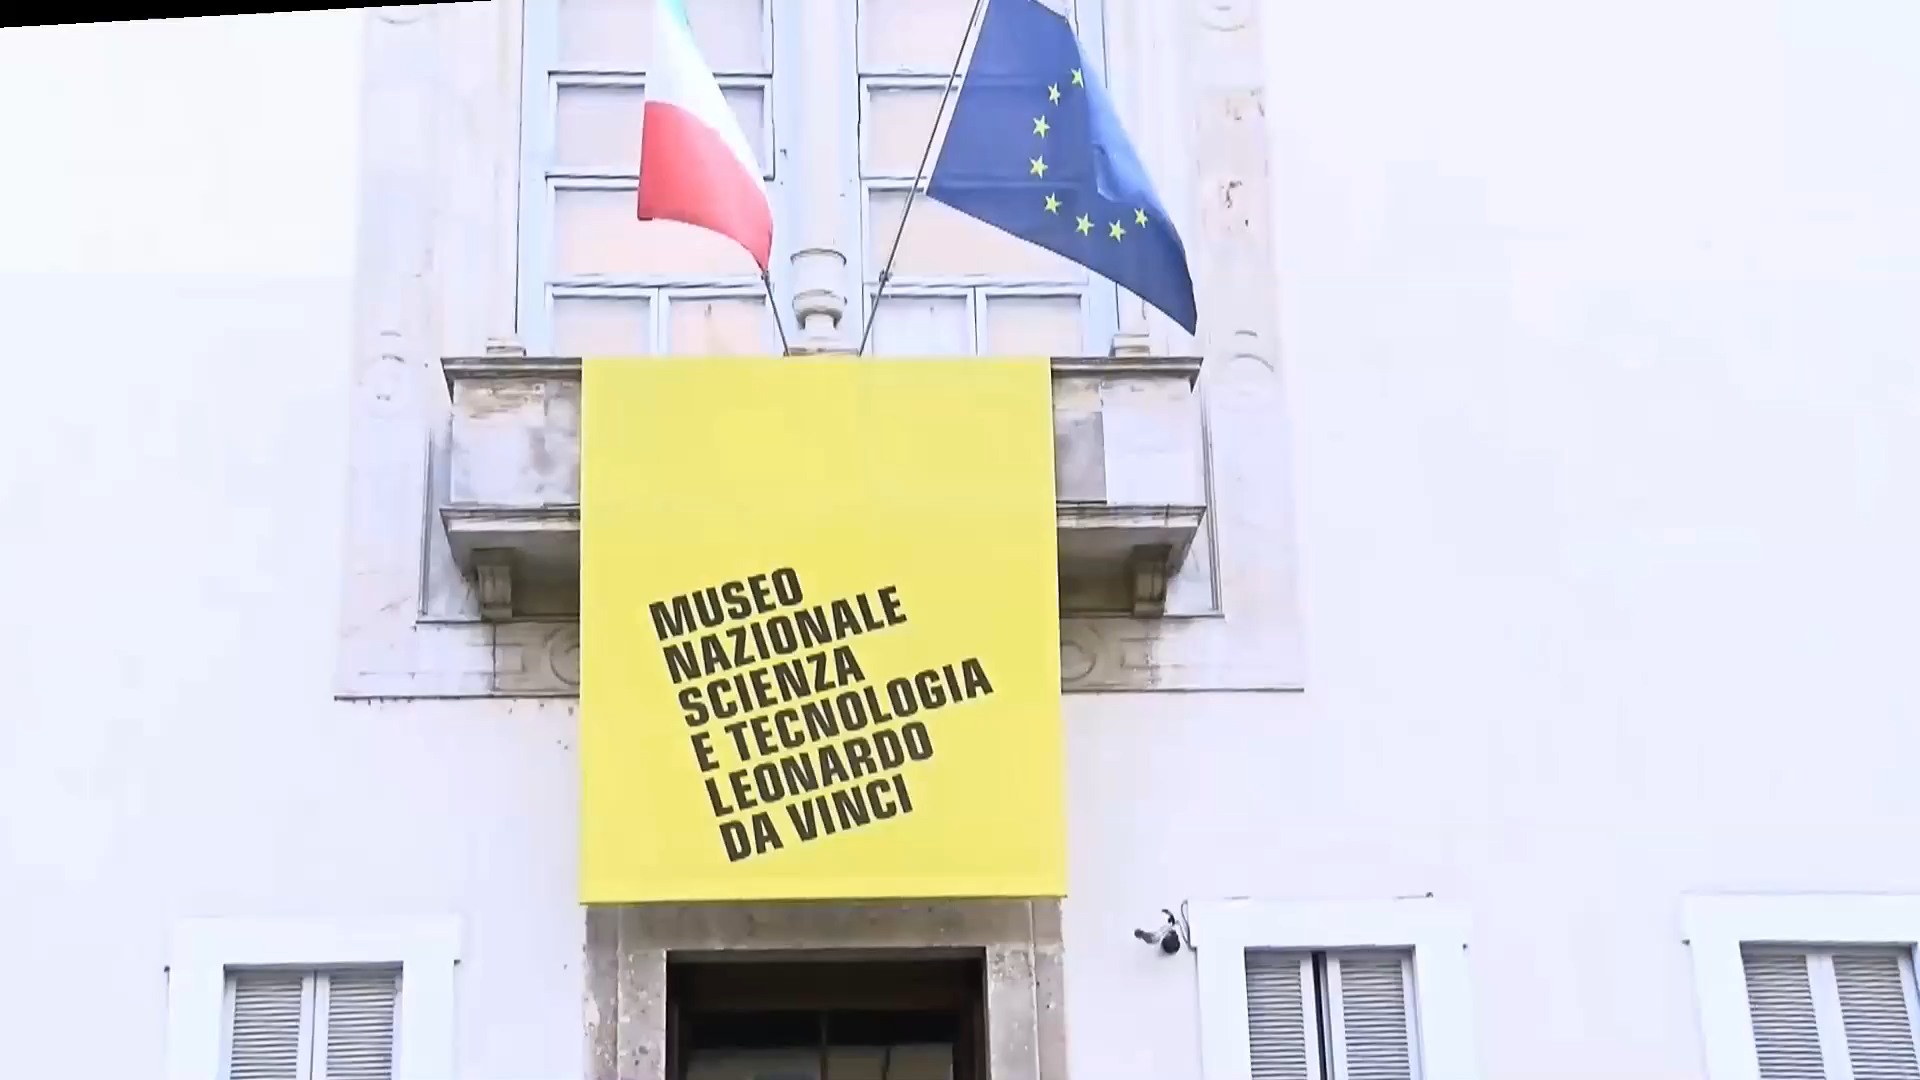 MUSEO
NAZIONALE
SCIENZA
E TECNOLOGIA
LEONARDO
DA VINCI